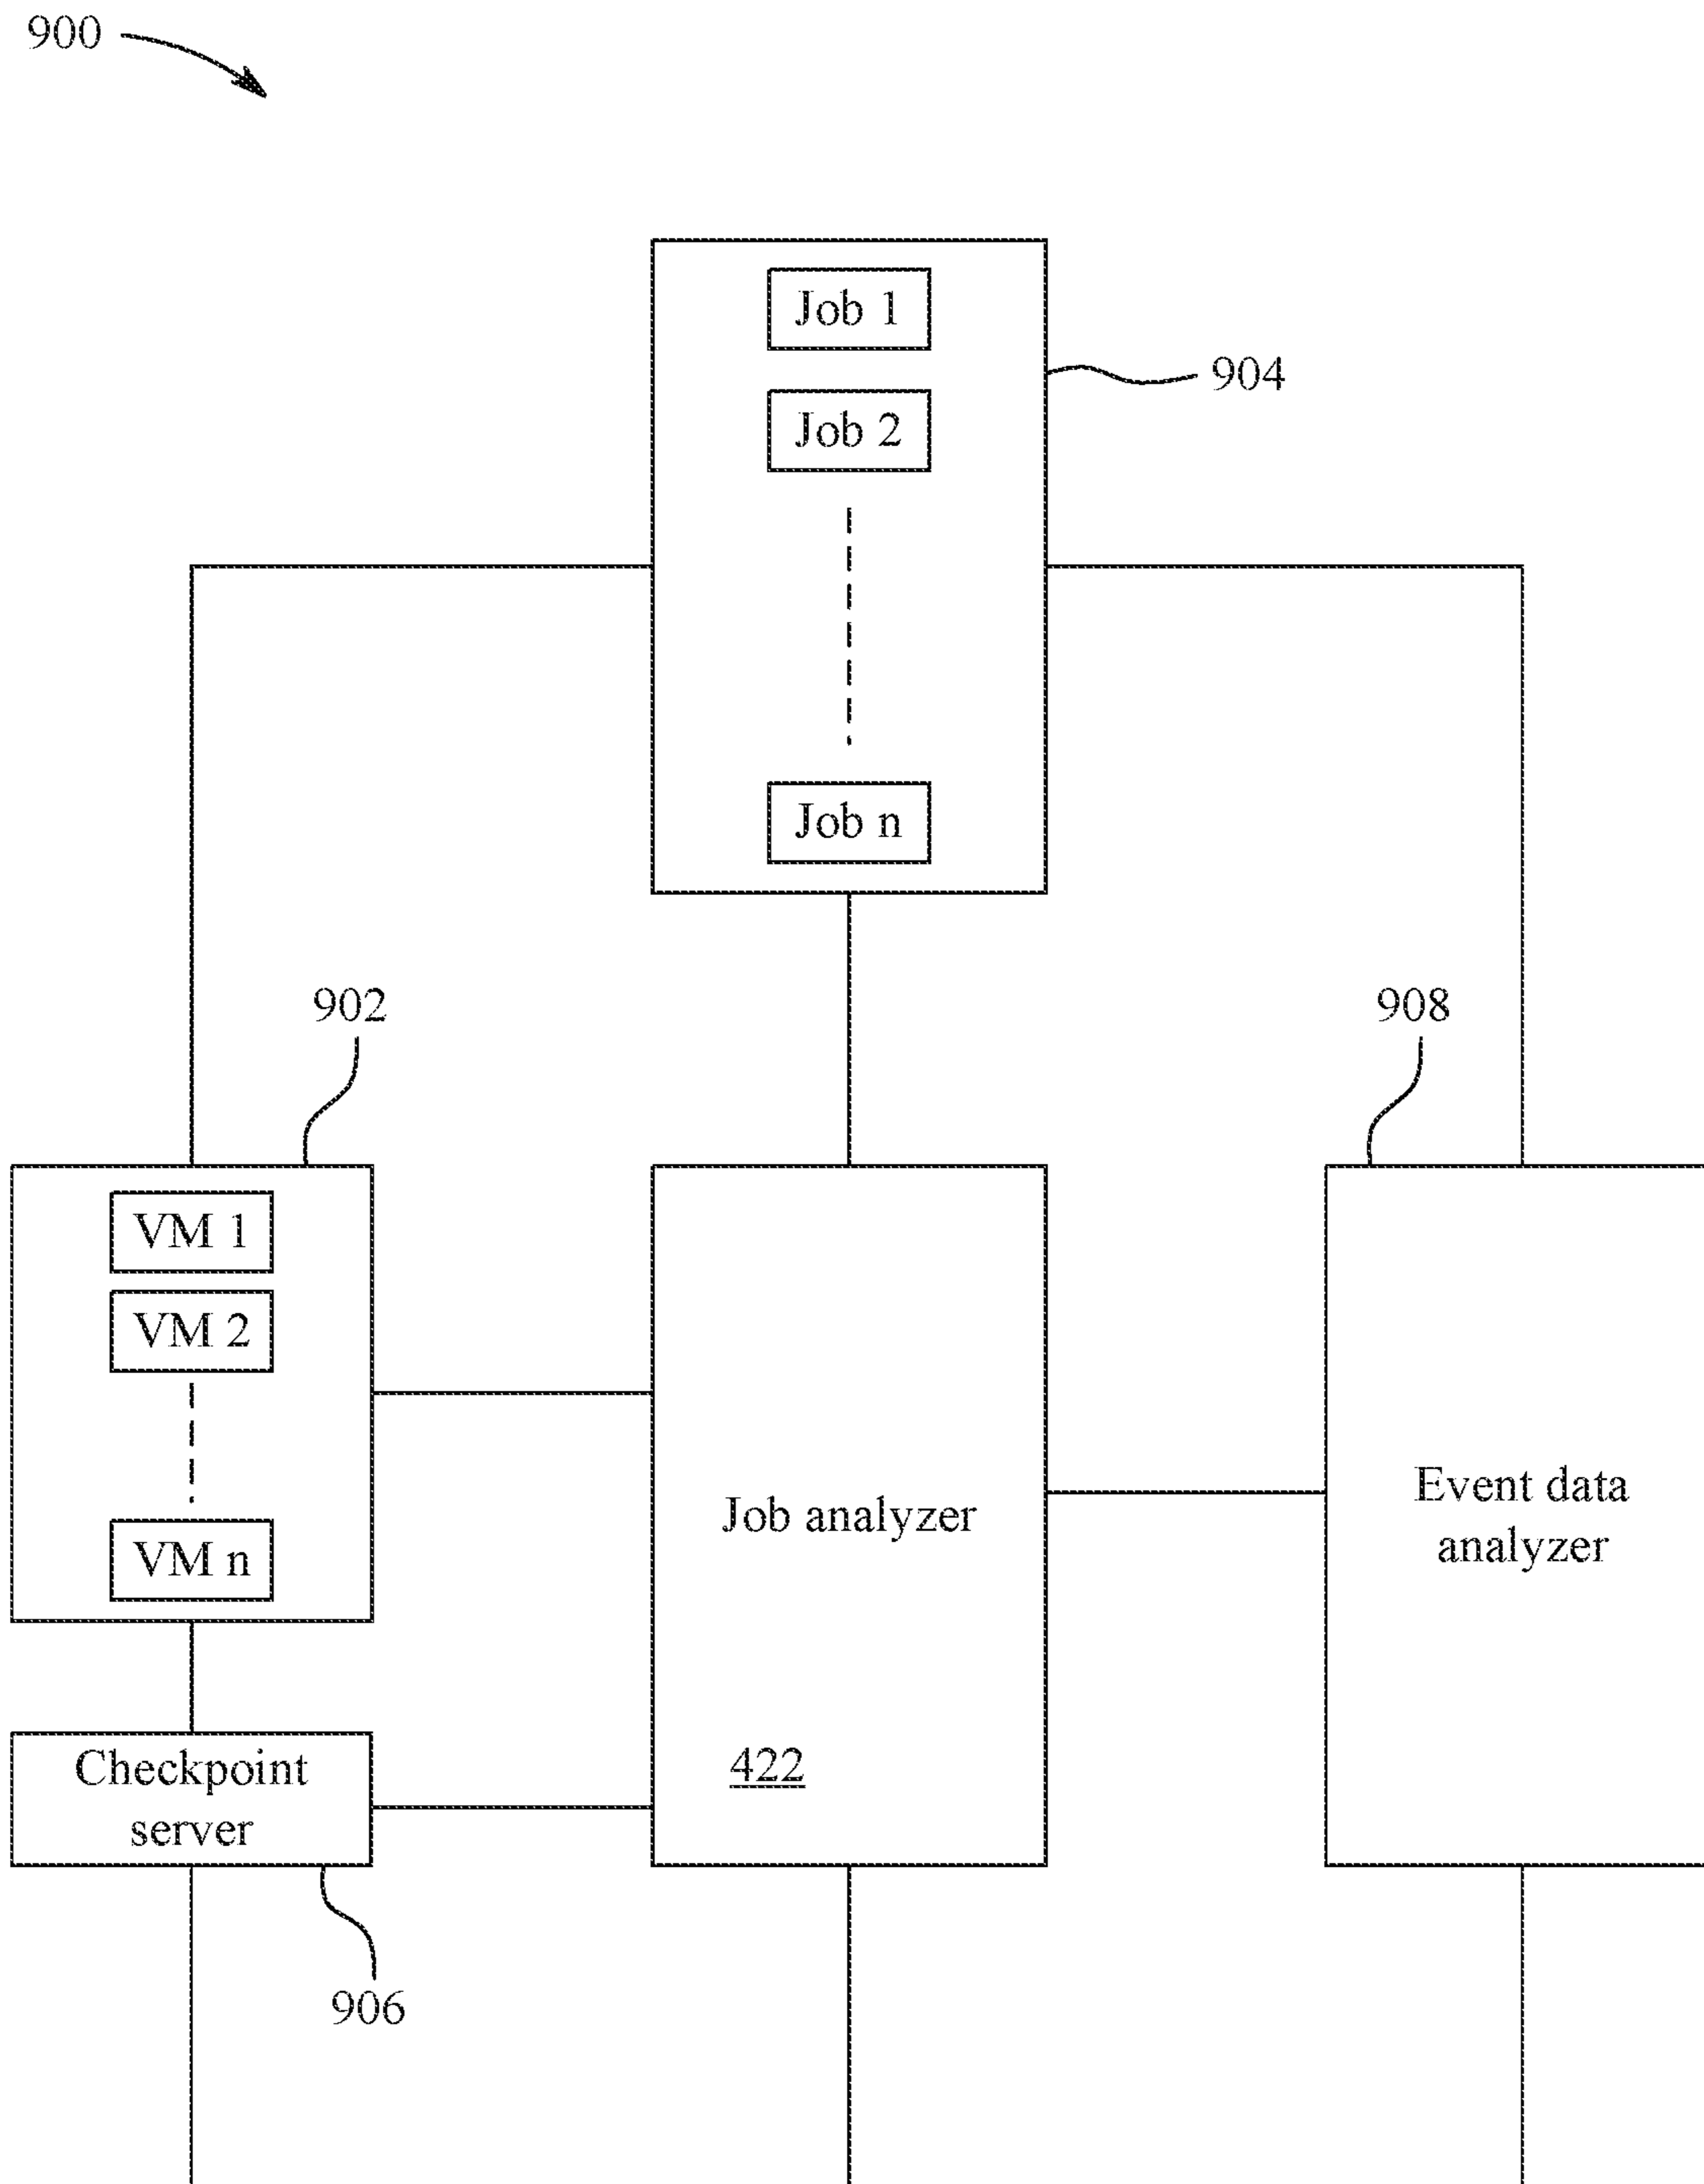 900
Job 1
904
Job 2
Job n
902
908
VM 1
VM 2
VM n
Job analyzer
422
Event data
analyzer
Checkpoint
server
906